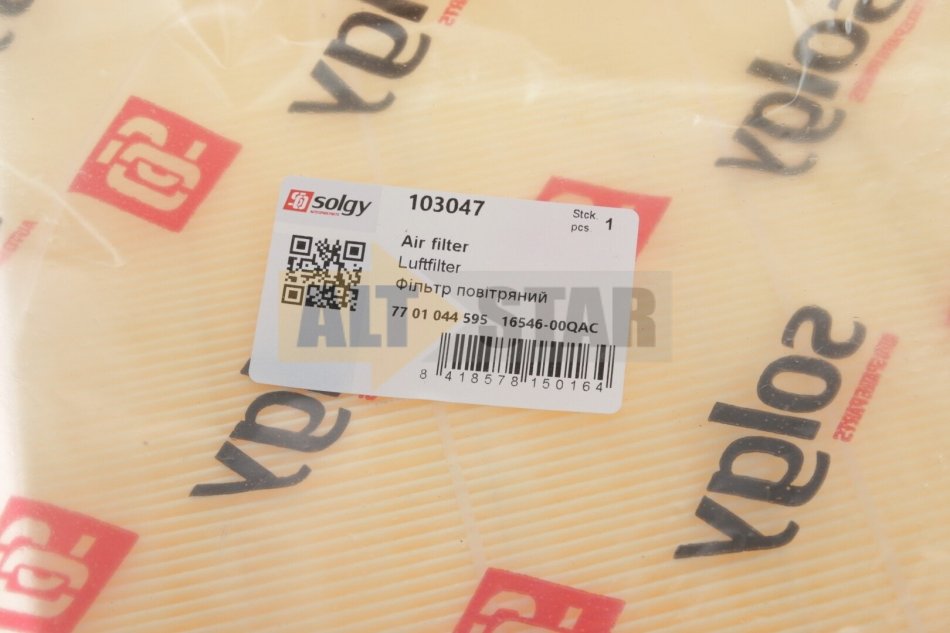 solgy
solgy
solgy
103047
Stck.
pcs. 1
Air filter
Luftfilter
Фільтр повітряний
77 01 044 595 16546-00QAC
ALT STAR
8 418578 150164
solgy